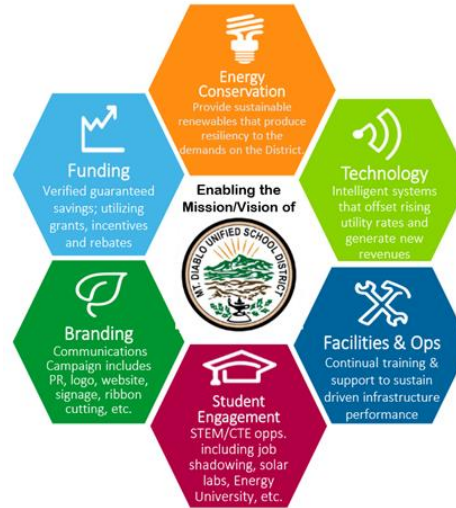 Energy
Conservation
Provide sustainable
renewables that produce
resiliency to the
demands on the District.
Funding
Verified guaranteed
savings; utilizing
grants, incentives
and rebates
Technology
Intelligent systems
that offset rising
utility rates and
generate new
revenues
Enabling the
Mission/Vision of
MT. DIABLO UNIFIED SCHOOL DISTRICT
Branding
Communications
Campaign includes
PR, logo, website,
signage, ribbon
cutting, etc.
Facilities & Ops
Continual training &
support to sustain
driven infrastructure
performance
Student
Engagement
STEM/CTE opps.
including job
shadowing, solar
labs, Energy
University, etc.